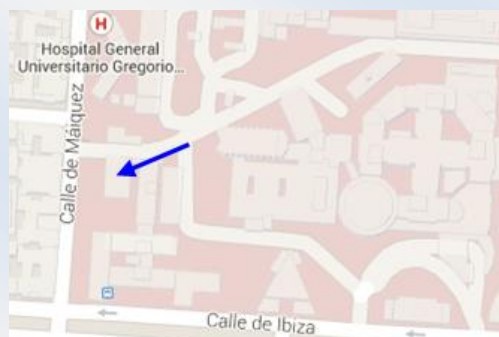 H
Hospital General
Universitario Gregorio...
Calle de Máiquez
Calle de Ibiza